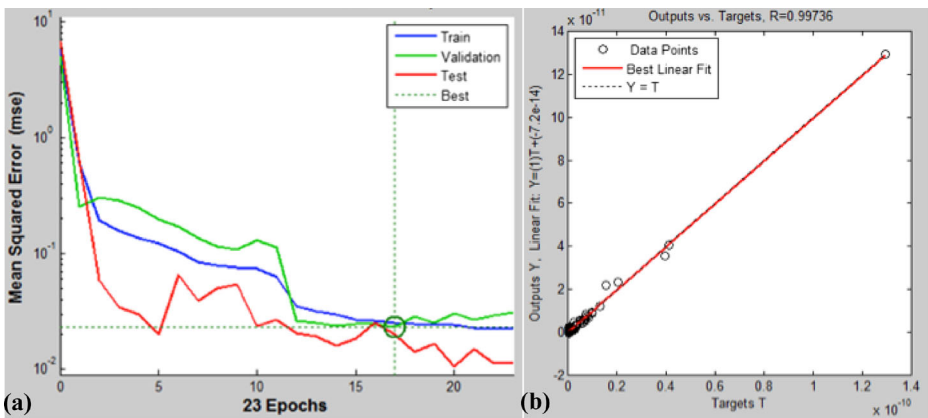 Mean Squared Error (mse)
10^1
10^0
10^-1
10^-2
Train
Validation
Test
Best
0 5 10 15 20
23 Epochs
(a)
Outputs vs. Targets, R=0.99736
x 10^-11
Outputs Y, Linear Fit: Y=(1)T+(-7.2e-14)
14
12
10
8
6
4
2
0
-2
Data Points
Best Linear Fit
Y = T
0 0.2 0.4 0.6 0.8 1 1.2 1.4
Targets T
x 10^-10
(b)